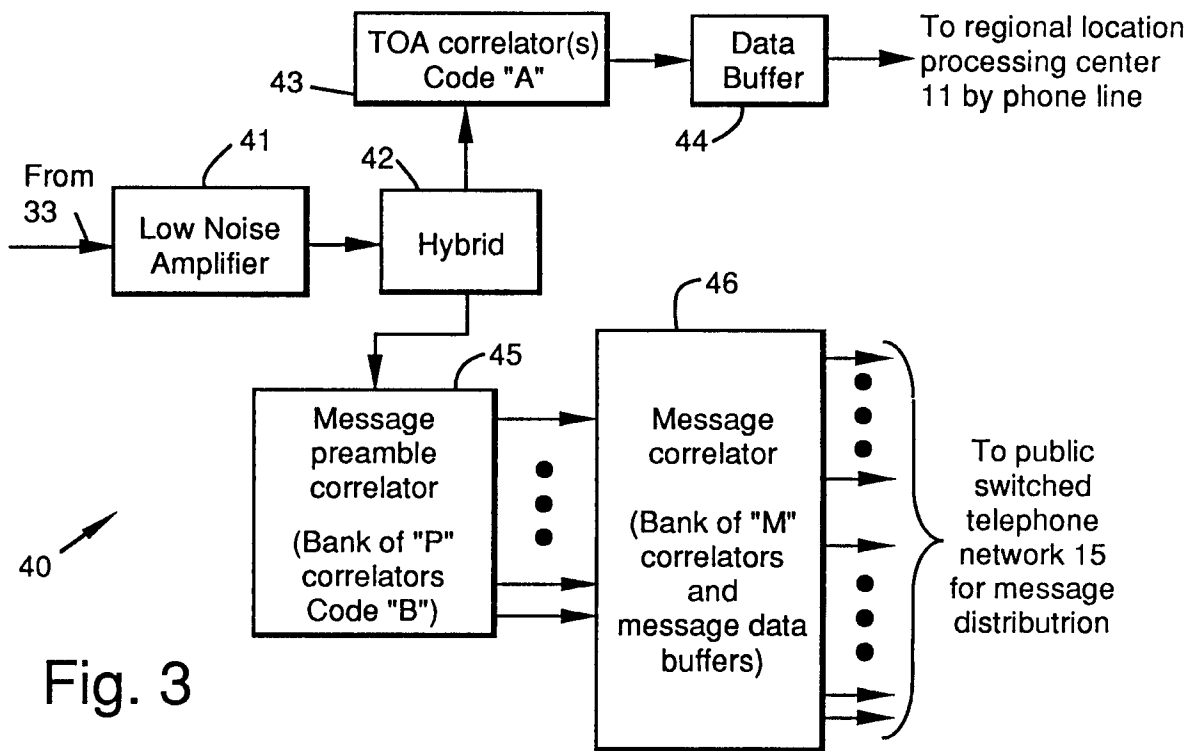 TOA correlator(s)
Code "A"
43
Data
Buffer
44
To regional location
processing center
11 by phone line
41
From
33
Low Noise
Amplifier
42
Hybrid
45
Message
preamble
correlator
(Bank of "P"
correlators
Code "B")
46
Message
correlator
(Bank of "M"
correlators
and
message data
buffers)
To public
switched
telephone
network 15
for message
distributrion
40
Fig. 3